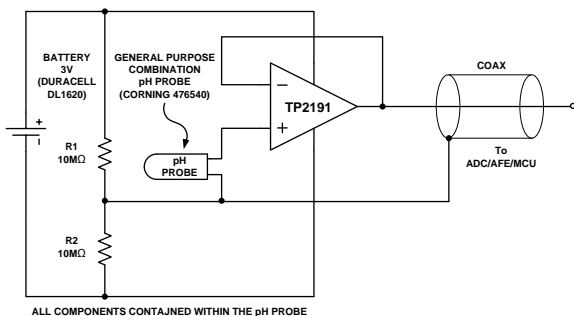 BATTERY
3V
(DURACELL
DL1620)
GENERAL PURPOSE
COMBINATION
pH PROBE
(CORNING 476540)
+
−
R1
10MΩ
R2
10MΩ
pH
PROBE
−
+
TP2191
COAX
To
ADC/AFE/MCU
ALL COMPONENTS CONTAJNED WITHIN THE pH PROBE